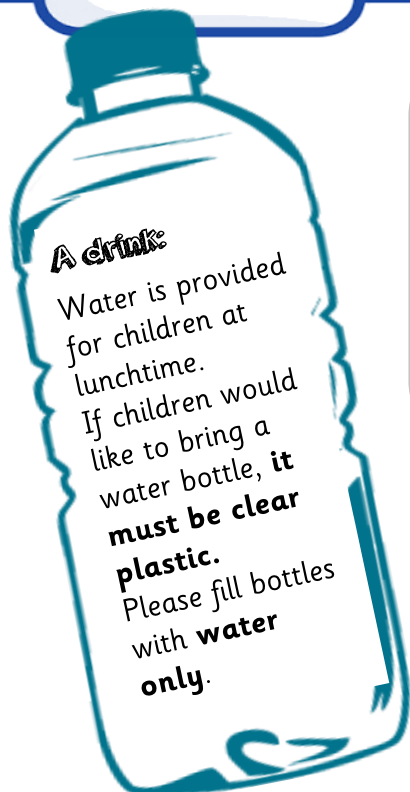 A drink:
Water is provided
for children at
lunchtime.
If children would
like to bring a
water bottle, it
must be clear
plastic.
Please fill bottles
with water
only.